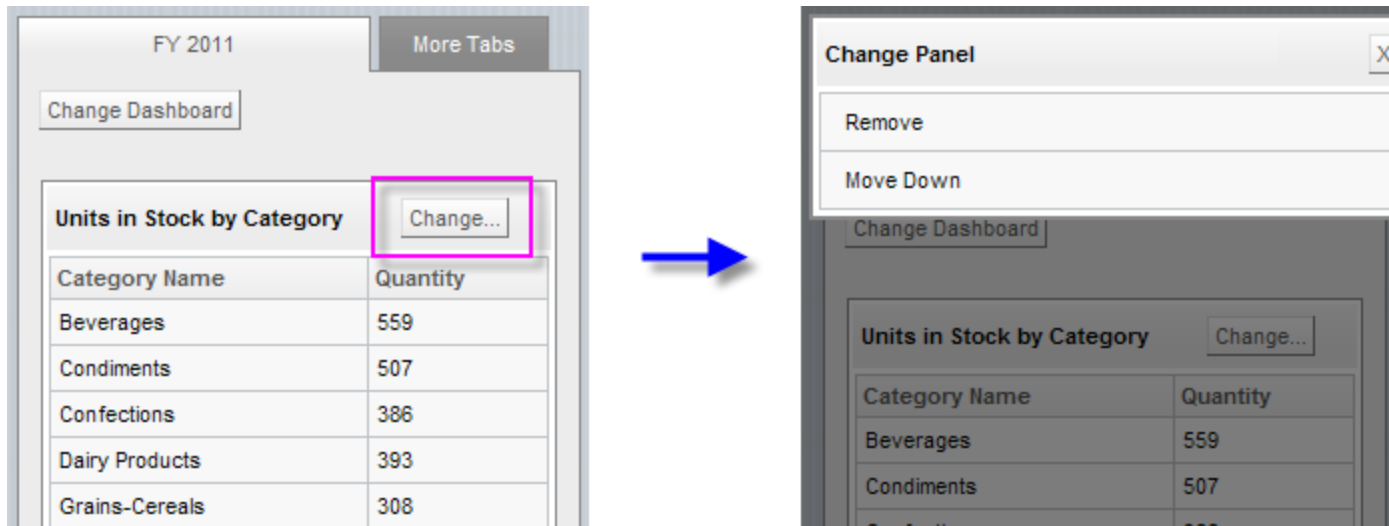 FY 2011 More Tabs
Change Dashboard
Units in Stock by Category Change...
Category Name Quantity
Beverages 559
Condiments 507
Confections 386
Dairy Products 393
Grains-Cereals 308
Change Panel X
Remove
Move Down
Change Dashboard
Units in Stock by Category Change...
Category Name Quantity
Beverages 559
Condiments 507